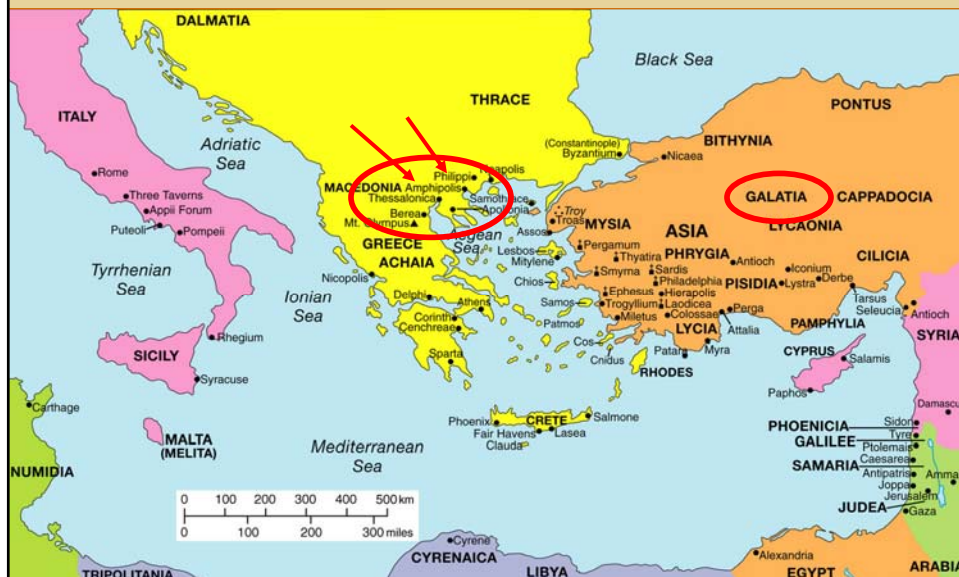 DALMATIA
Black Sea
THRACE
PONTUS
ITALY
BITHYNIA
Adriatic
Sea
(Constantinople)
Byzantium
Nicaea
Rome
Philippi
Neapolis
MACEDONIA
Amphipolis
Three Taverns
Thessalonica
Samothrace
GALATIA
CAPPADOCIA
Appii Forum
Apollonia
Troy
Puteoli
Pompeii
Berea
Mt. Olympus
Troas
MYSIA
LYCAONIA
Aegean
Sea
Assos
ASIA
GREECE
Lesbos
Pergamum
PHRYGIA
CILICIA
ACHAIA
Mitylene
Thyatira
Antioch
Tyrrhenian
Sea
Nicopolis
Chios
Smyrna
Sardis
Philadelphia
PISIDIA
Iconium
Lystra
Derbe
Ionian
Sea
Delphi
Athens
Samos
Ephesus
Hierapolis
Tarsus
Trogyllium
Laodicea
Perga
Seleucia
Corinth
Patmos
Miletus
Colossae
Antioch
Cenchreae
LYCIA
Attalia
PAMPHYLIA
Rhegium
Cos
SYRIA
SICILY
Sparta
Cnidus
Patara
Myra
CYPRUS
Salamis
RHODES
Syracuse
Paphos
Carthage
Damascu
Phoenix
CRETE
Salmone
PHOENICIA
Sidon
MALTA
(MELITA)
Fair Havens
Lasea
GALILEE
Tyre
Clauda
Ptolemais
Mediterranean
Sea
SAMARIA
Caesarea
NUMIDIA
Antipatris
Amma
Joppa
Jerusalem
JUDEA
Gaza
0 100 200 300 400 500 km
0 100 200 300 miles
Cyrene
CYRENAICA
Alexandria
TRIPOLITANIA
LIBYA
EGYPT
ARABIA